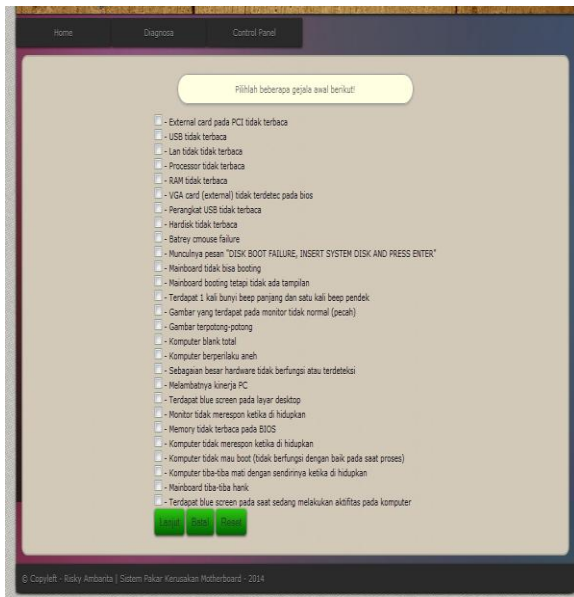 Home Diagnosa Control Panel
Pilihlah beberapa gejala awal berikut!
- External card pada PCI tidak terbaca
- USB tidak terbaca
- Lan tidak tidak terbaca
- Processor tidak terbaca
- RAM tidak terbaca
- VGA card (external) tidak terdetec pada bios
- Perangkat USB tidak terbaca
- Hardisk tidak terbaca
- Batrey cmouse failure
- Munculnya pesan "DISK BOOT FAILURE, INSERT SYSTEM DISK AND PRESS ENTER"
- Mainboard tidak bisa booting
- Mainboard booting tetapi tidak ada tampilan
- Terdapat 1 kali bunyi beep panjang dan satu kali beep pendek
- Gambar yang terdapat pada monitor tidak normal (pecah)
- Gambar terpotong-potong
- Komputer blank total
- Komputer berperilaku aneh
- Sebagaian besar hardware tidak berfungsi atau terdeteksi
- Melambatnya kinerja PC
- Terdapat blue screen pada layar desktop
- Monitor tidak merespon ketika di hidupkan
- Memory tidak terbaca pada BIOS
- Komputer tidak merespon ketika di hidupkan
- Komputer tidak mau boot (tidak berfungsi dengan baik pada saat proses)
- Komputer tiba-tiba mati dengan sendirinya ketika di hidupkan
- Mainboard tiba-tiba hank
- Terdapat blue screen pada saat sedang melakukan aktifitas pada komputer
Lanjut Batal Reset
© Copyleft - Risky Ambarita | Sistem Pakar Kerusakan Motherboard - 2014